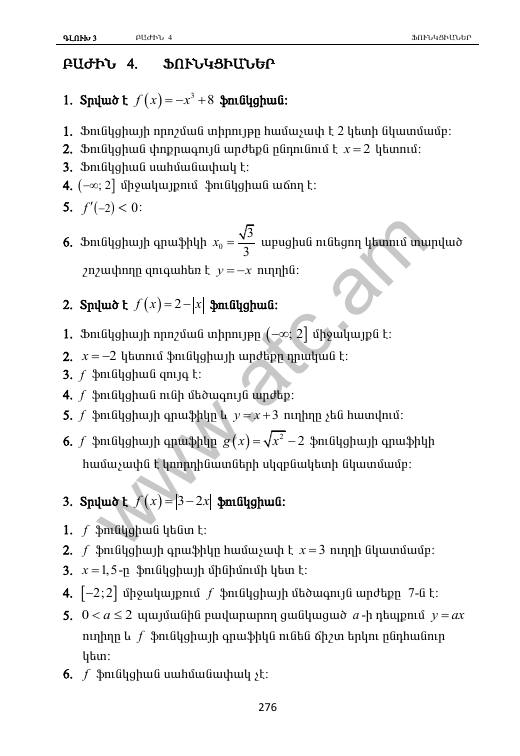 ԳԼՈՒԽ 3 ԲԱԺԻՆ 4 ՖՈՒՆԿՑԻԱՆԵՐ
ԲԱԺԻՆ 4. ՖՈՒՆԿՑԻԱՆԵՐ
1. Տրված է f(x) = −x³ + 8 ֆունկցիան:
1. Ֆունկցիայի որոշման տիրույթը համաչափ է 2 կետի նկատմամբ:
2. Ֆունկցիան փոքրագույն արժեքն ընդունում է x = 2 կետում:
3. Ֆունկցիան սահմանափակ է:
4. (−∞; 2] միջակայքում ֆունկցիան աճող է:
5. f′(−2) < 0:
6. Ֆունկցիայի գրաֆիկի x₀ = √3/3 աբսցիսն ունեցող կետում տարված
շոշափողը զուգահեռ է y = −x ուղղին:
2. Տրված է f(x) = 2 − |x| ֆունկցիան:
1. Ֆունկցիայի որոշման տիրույթը (−∞; 2] միջակայքն է:
2. x = −2 կետում ֆունկցիայի արժեքը դրական է:
3. f ֆունկցիան զույգ է:
4. f ֆունկցիան ունի մեծագույն արժեք:
5. f ֆունկցիայի գրաֆիկը և y = x + 3 ուղիղը չեն հատվում:
6. f ֆունկցիայի գրաֆիկը g(x) = √x² − 2 ֆունկցիայի գրաֆիկի
համաչափն է կոորդինատների սկզբնակետի նկատմամբ:
3. Տրված է f(x) = |3 − 2x| ֆունկցիան:
1. f ֆունկցիան կենտ է:
2. f ֆունկցիայի գրաֆիկը համաչափ է x = 3 ուղղի նկատմամբ:
3. x = 1,5-ը ֆունկցիայի մինիմումի կետ է:
4. [−2; 2] միջակայքում f ֆունկցիայի մեծագույն արժեքը 7-ն է:
5. 0 < a ≤ 2 պայմանին բավարարող ցանկացած a -ի դեպքում y = ax
ուղիղը և f ֆունկցիայի գրաֆիկն ունեն ճիշտ երկու ընդհանուր
կետ:
6. f ֆունկցիան սահմանափակ չէ:
276
www.atc.am